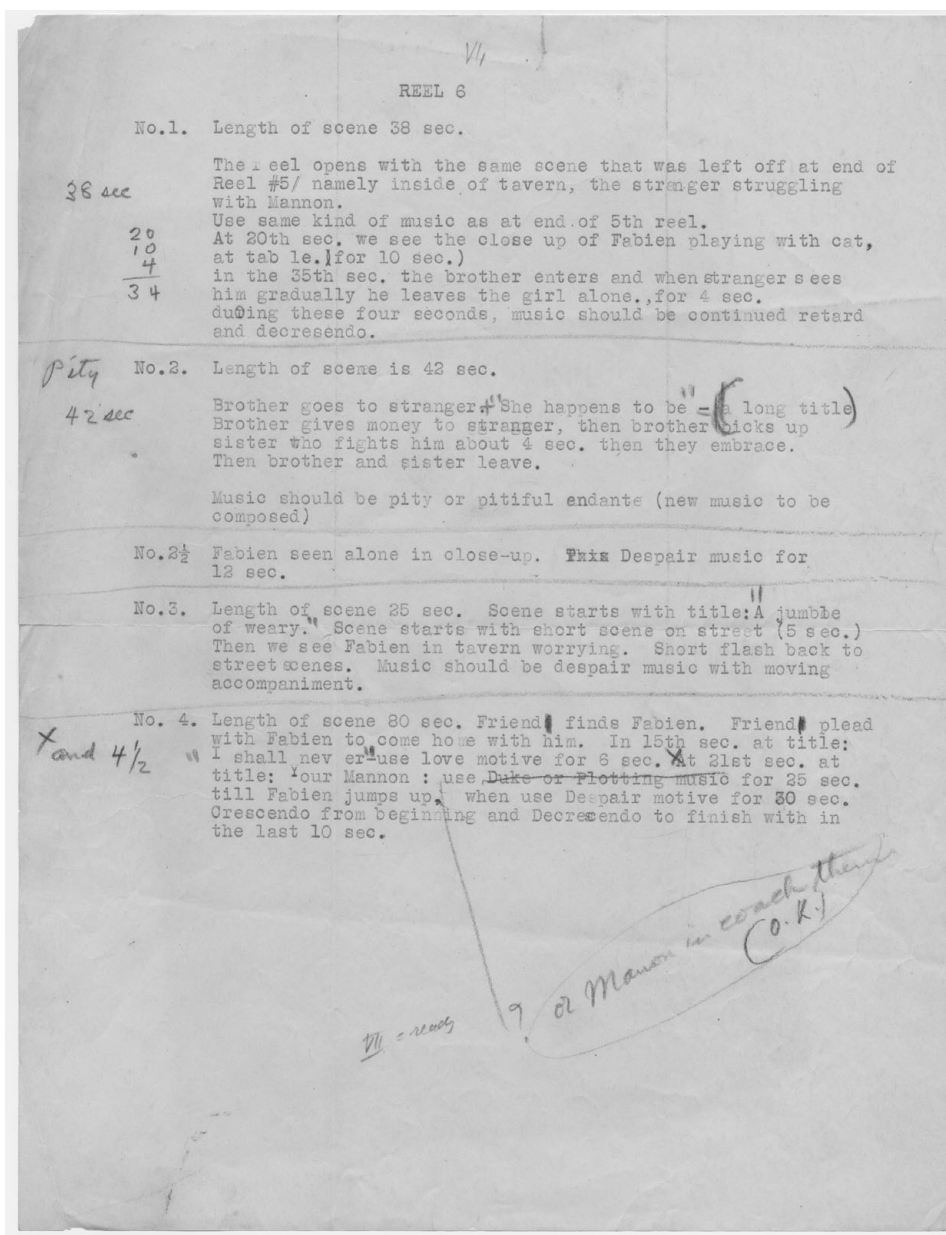 VI,
REEL 6
No.1. Length of scene 38 sec.
The reel opens with the same scene that was left off at end of
38 sec Reel #5/ namely inside of tavern, the stranger struggling
with Mannon.
Use same kind of music as at end of 5th reel.
20 At 20th sec. we see the close up of Fabien playing with cat,
10 at tab le.(for 10 sec.)
4 in the 35th sec. the brother enters and when stranger s ees
34 him gradually he leaves the girl alone.,for 4 sec.
during these four seconds, music should be continued retard
and decresendo.
Pity No.2. Length of scene is 42 sec.
42 sec Brother goes to stranger. "She happens to be" = (a long title)
Brother gives money to stranger, then brother picks up
sister who fights him about 4 sec. then they embrace.
Then brother and sister leave.
Music should be pity or pitiful endante (new music to be
composed)
No.2½ Fabien seen alone in close-up. This Despair music for
12 sec.
No.3. Length of scene 25 sec. Scene starts with title:"A jumble
of weary." Scene starts with short scene on street (5 sec.)
Then we see Fabien in tavern worrying. Short flash back to
street scenes. Music should be despair music with moving
accompaniment.
No. 4. Length of scene 80 sec. Friend finds Fabien. Friend plead
X and 4 1/2 with Fabien to come home with him. In 15th sec. at title:
"I shall nev er" use love motive for 6 sec. At 21st sec. at
title: Your Mannon : use Duke or Plotting music for 25 sec.
till Fabien jumps up, when use Despair motive for 30 sec.
Crescendo from beginning and Decrescendo to finish with in
the last 10 sec.
? or Manon in coach theme
(O.K.)
VII = ready